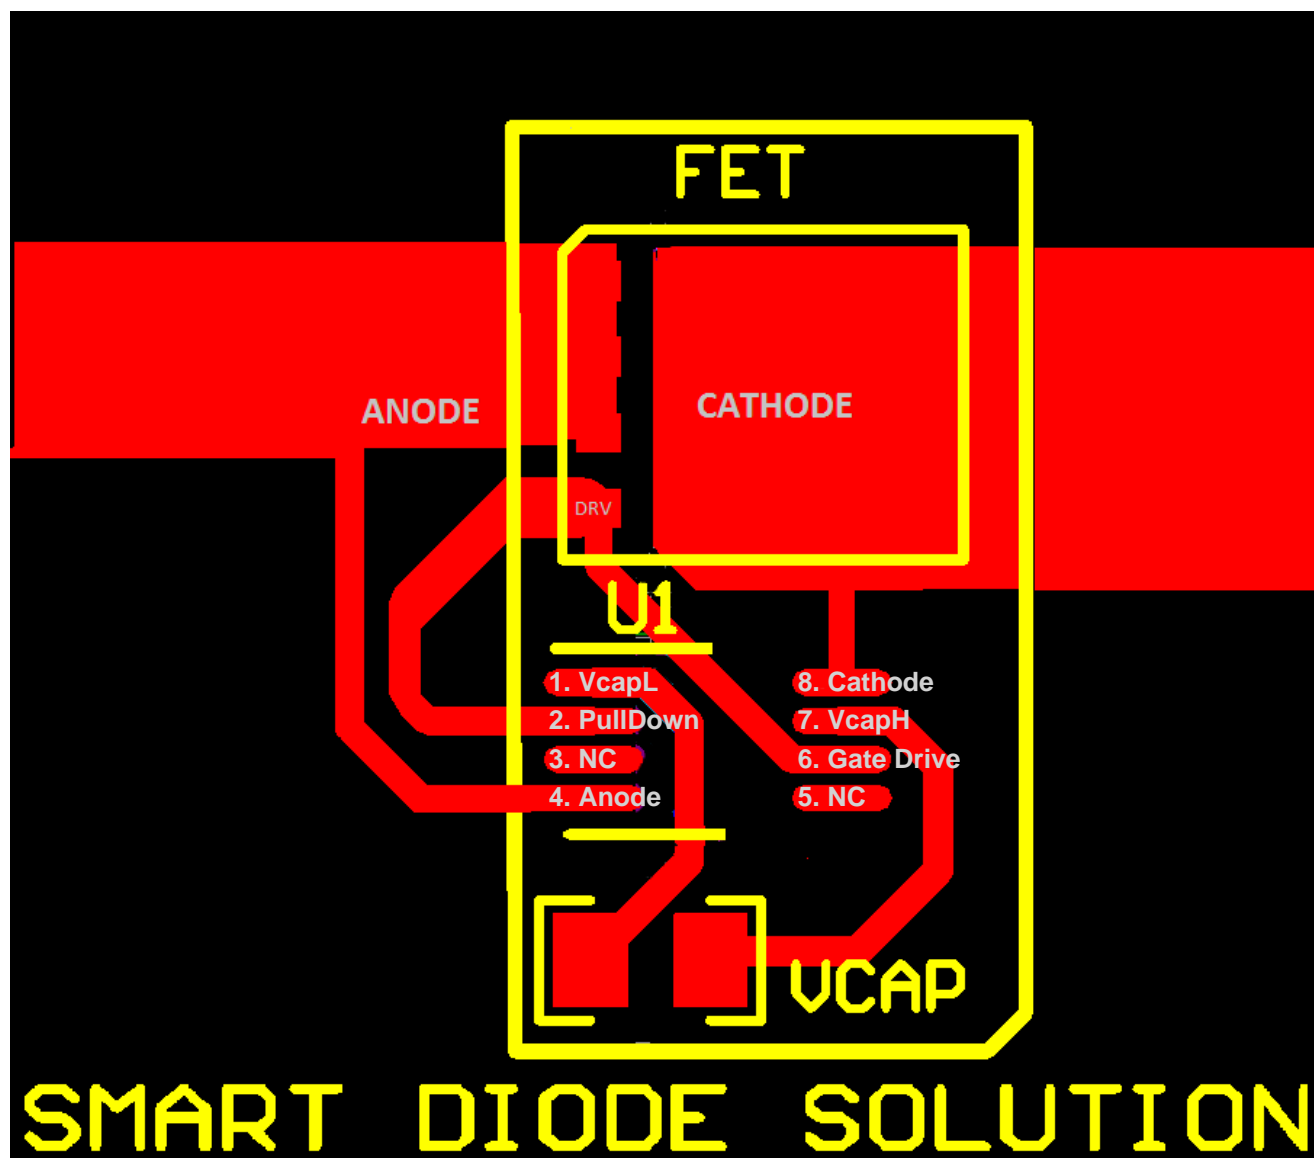 FET
ANODE
CATHODE
DRV
U1
1. VcapL
2. PullDown
3. NC
4. Anode
8. Cathode
7. VcapH
6. Gate Drive
5. NC
VCAP
SMART DIODE SOLUTION